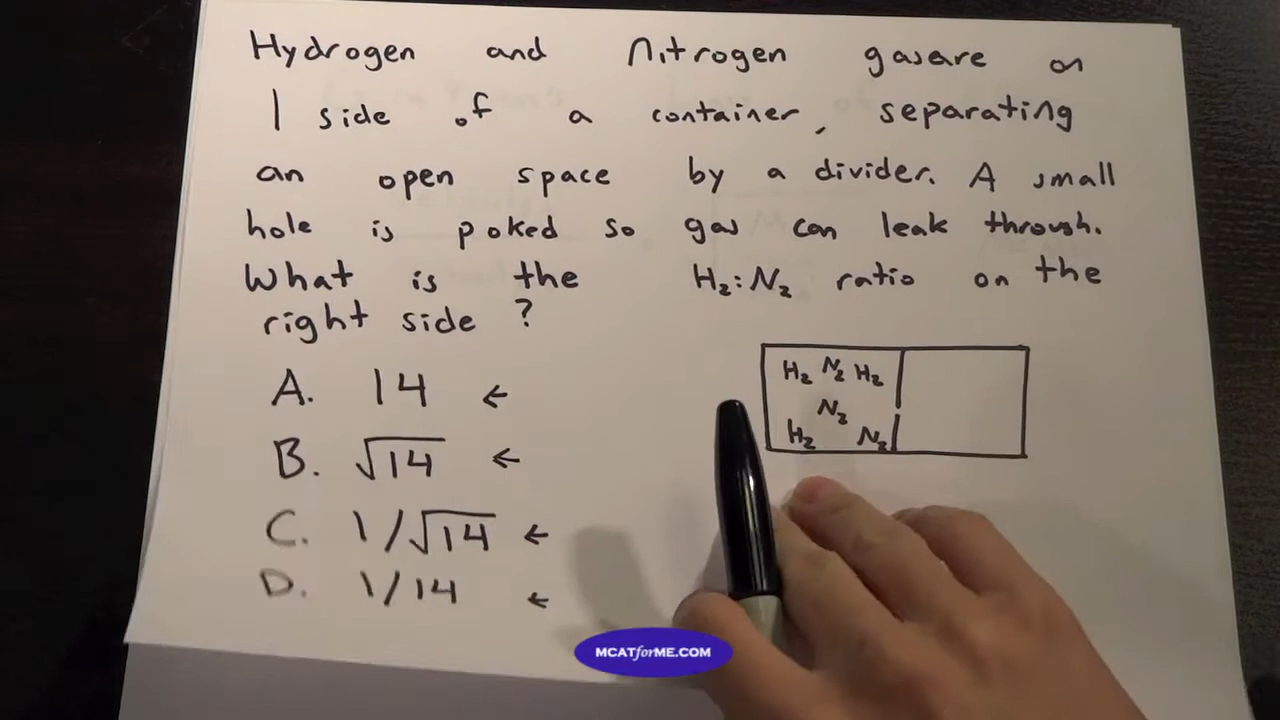 Hydrogen and Nitrogen gas are on
1 side of a container, separating
an open space by a divider. A small
hole is poked so gas can leak through.
What is the H₂:N₂ ratio on the
right side?
A. 14 ←
B. √14 ←
C. 1/√14 ←
D. 1/14 ←
H₂ N₂ H₂
N₂
H₂ N₂
MCATforME.COM